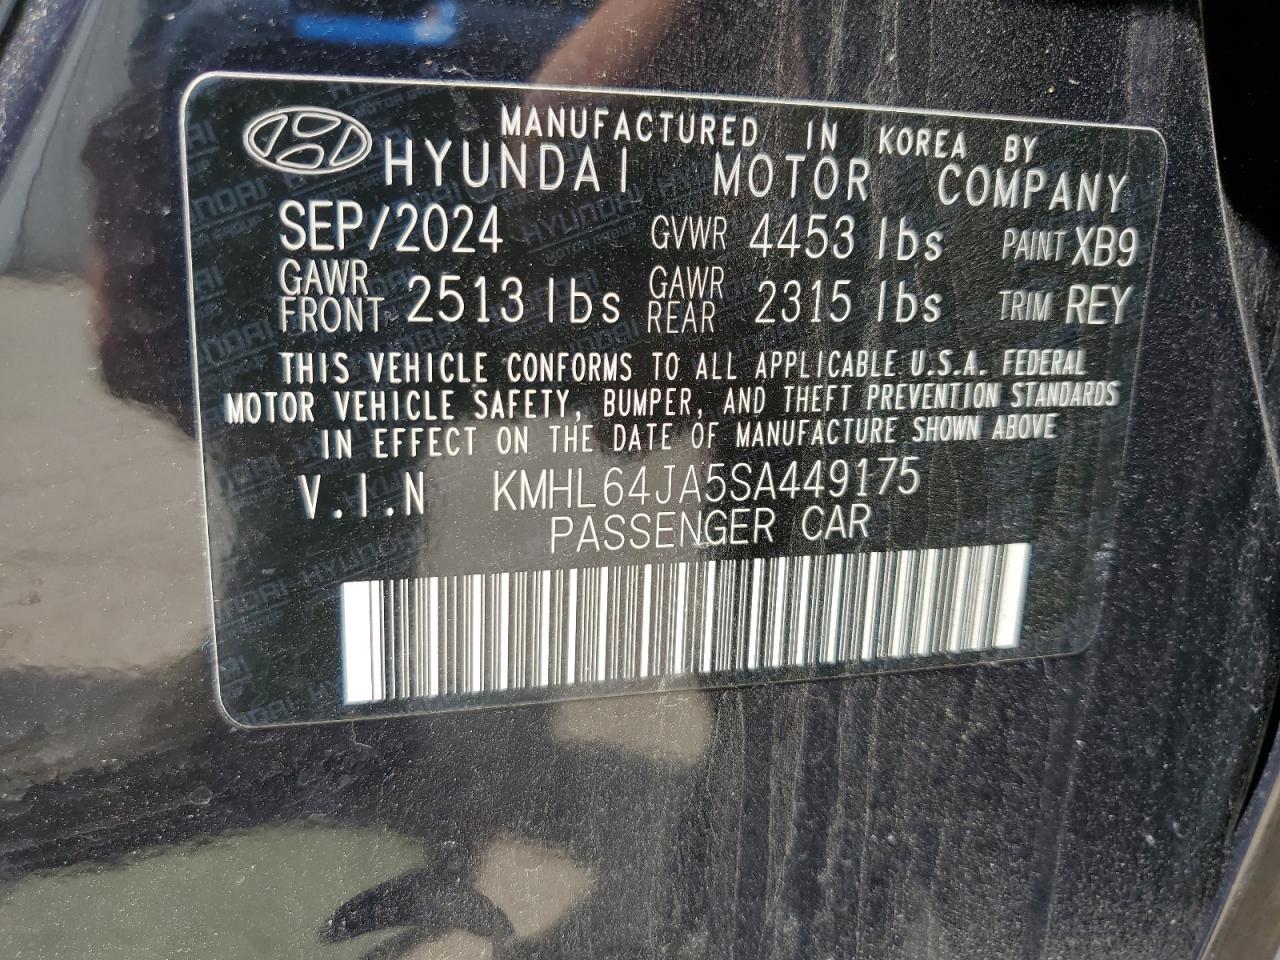 MANUFACTURED IN KOREA BY
HYUNDAI MOTOR COMPANY
SEP/2024 GVWR 4453 lbs PAINT XB9
GAWR FRONT 2513 lbs GAWR REAR 2315 lbs TRIM REY
THIS VEHICLE CONFORMS TO ALL APPLICABLE U.S.A. FEDERAL
MOTOR VEHICLE SAFETY, BUMPER, AND THEFT PREVENTION STANDARDS
IN EFFECT ON THE DATE OF MANUFACTURE SHOWN ABOVE
V.I.N KMHL64JA5SA449175
PASSENGER CAR